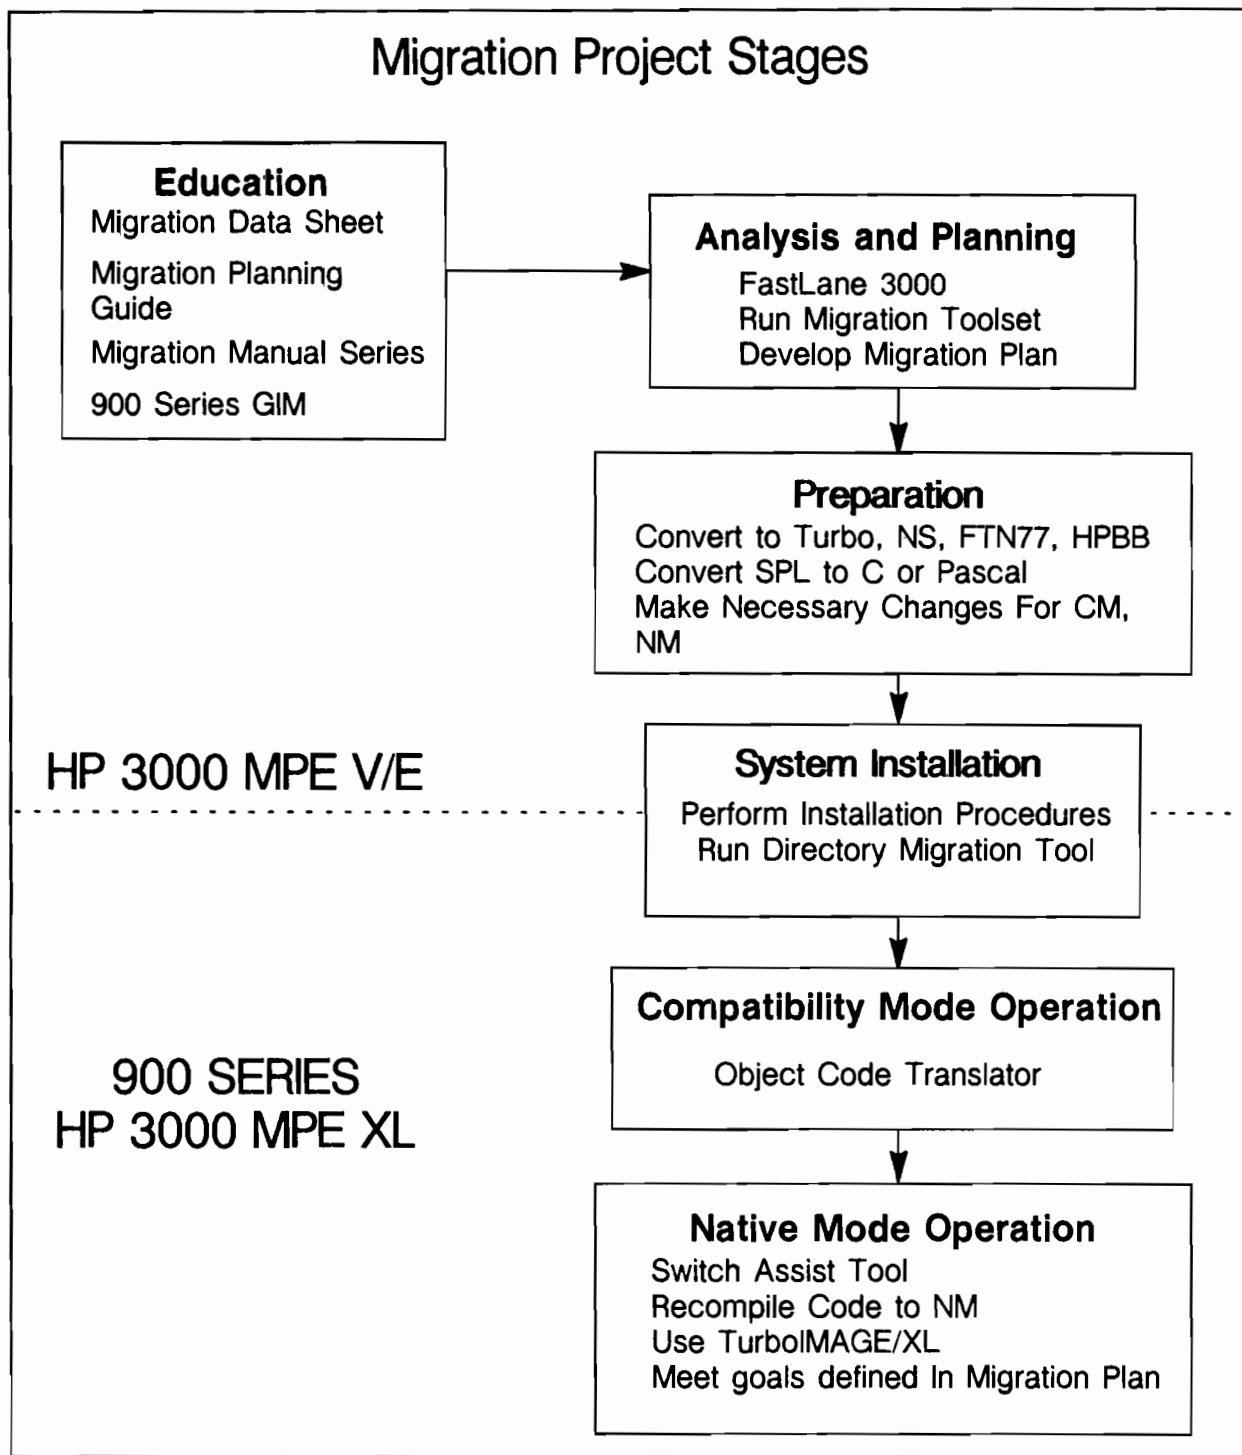 Migration Project Stages
Education
Migration Data Sheet
Migration Planning
Guide
Migration Manual Series
900 Series GIM
Analysis and Planning
FastLane 3000
Run Migration Toolset
Develop Migration Plan
Preparation
Convert to Turbo, NS, FTN77, HPBB
Convert SPL to C or Pascal
Make Necessary Changes For CM,
NM
HP 3000 MPE V/E
System Installation
Perform Installation Procedures
Run Directory Migration Tool
900 SERIES
HP 3000 MPE XL
Compatibility Mode Operation
Object Code Translator
Native Mode Operation
Switch Assist Tool
Recompile Code to NM
Use TurboIMAGE/XL
Meet goals defined In Migration Plan